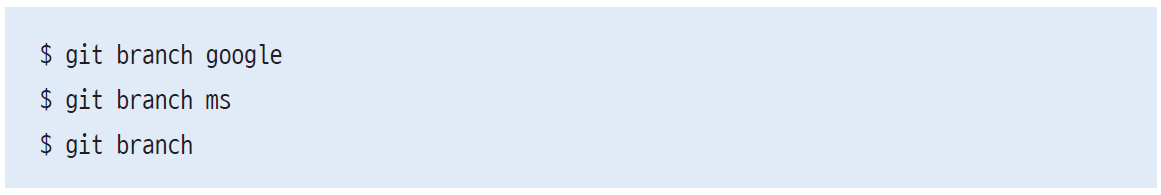 $ git branch google
$ git branch ms
$ git branch